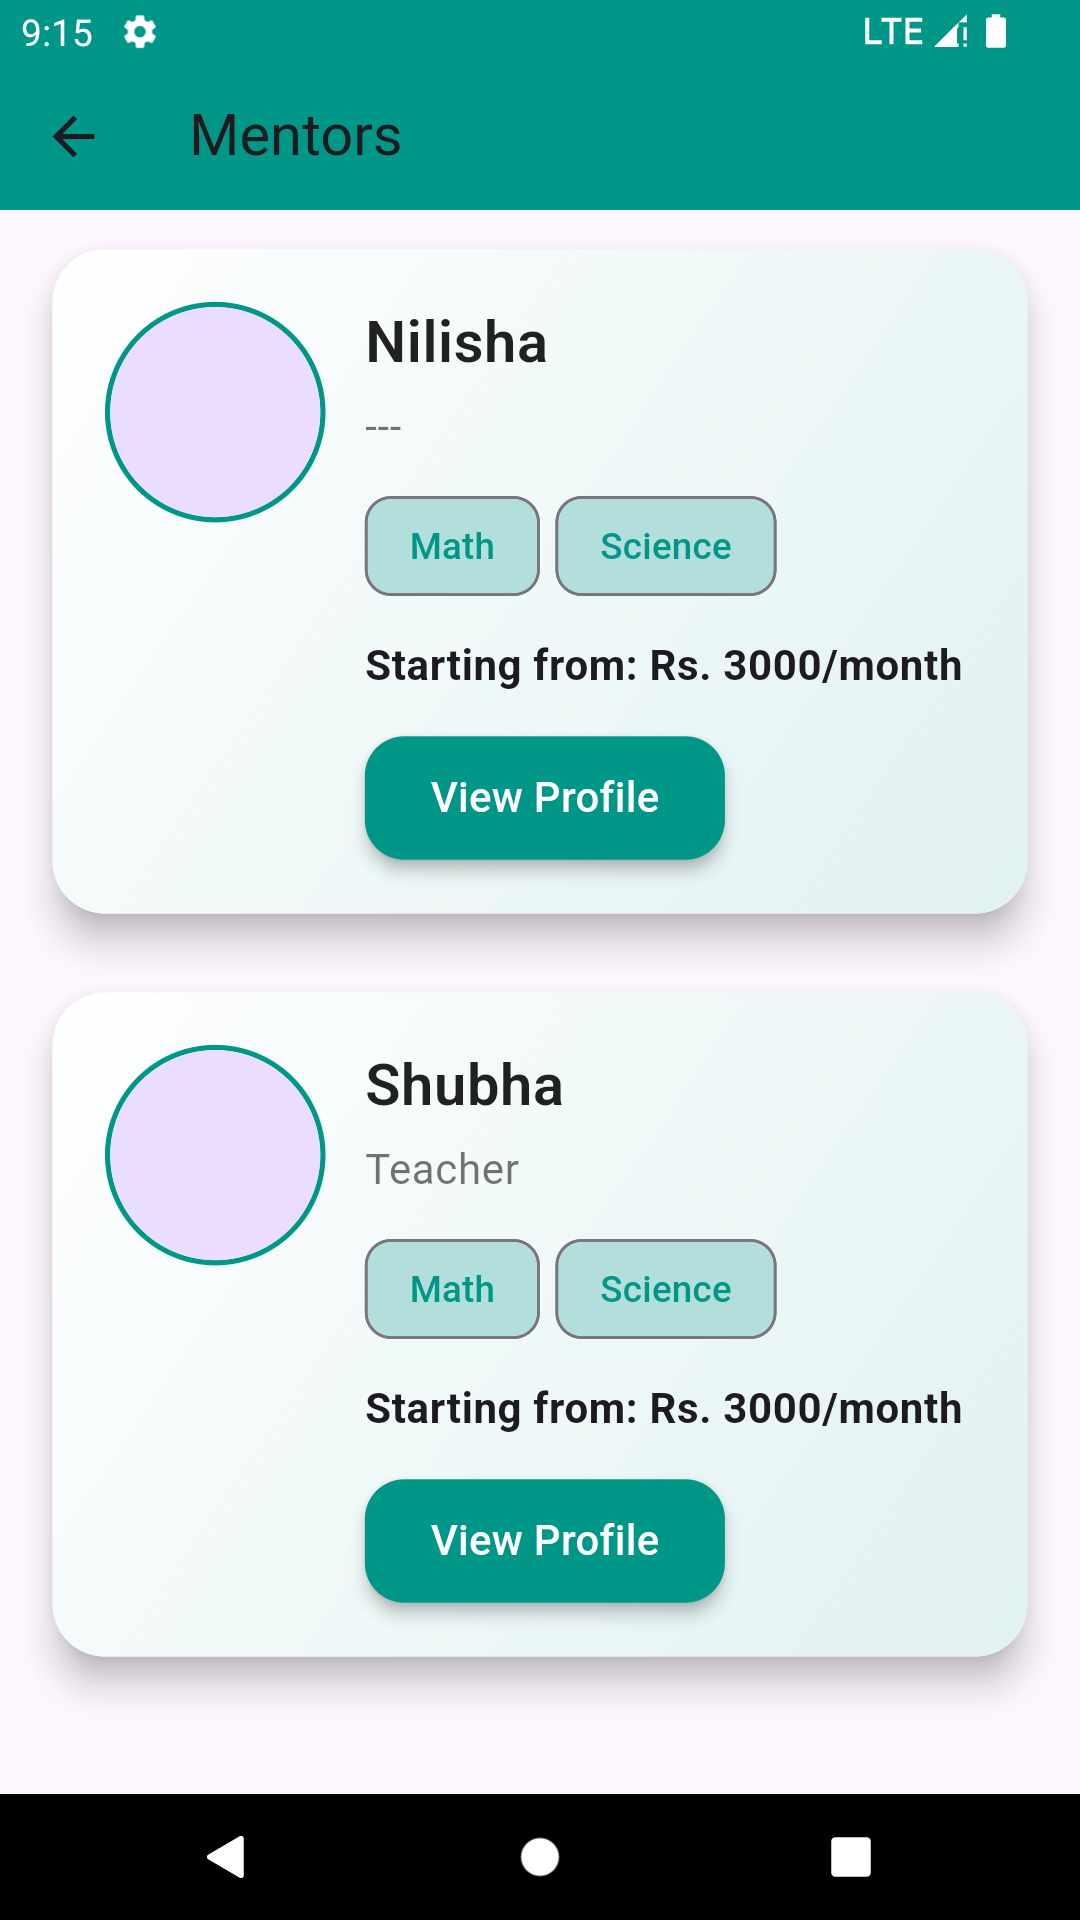 9:15 LTE
Mentors
Nilisha
---
Math Science
Starting from: Rs. 3000/month
View Profile
Shubha
Teacher
Math Science
Starting from: Rs. 3000/month
View Profile